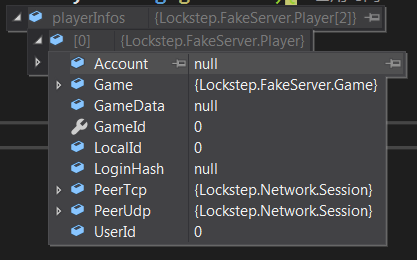 playerInfos {Lockstep.FakeServer.Player[2]}
[0] {Lockstep.FakeServer.Player}
Account null
Game {Lockstep.FakeServer.Game}
GameData null
GameId 0
LocalId 0
LoginHash null
PeerTcp {Lockstep.Network.Session}
PeerUdp {Lockstep.Network.Session}
UserId 0